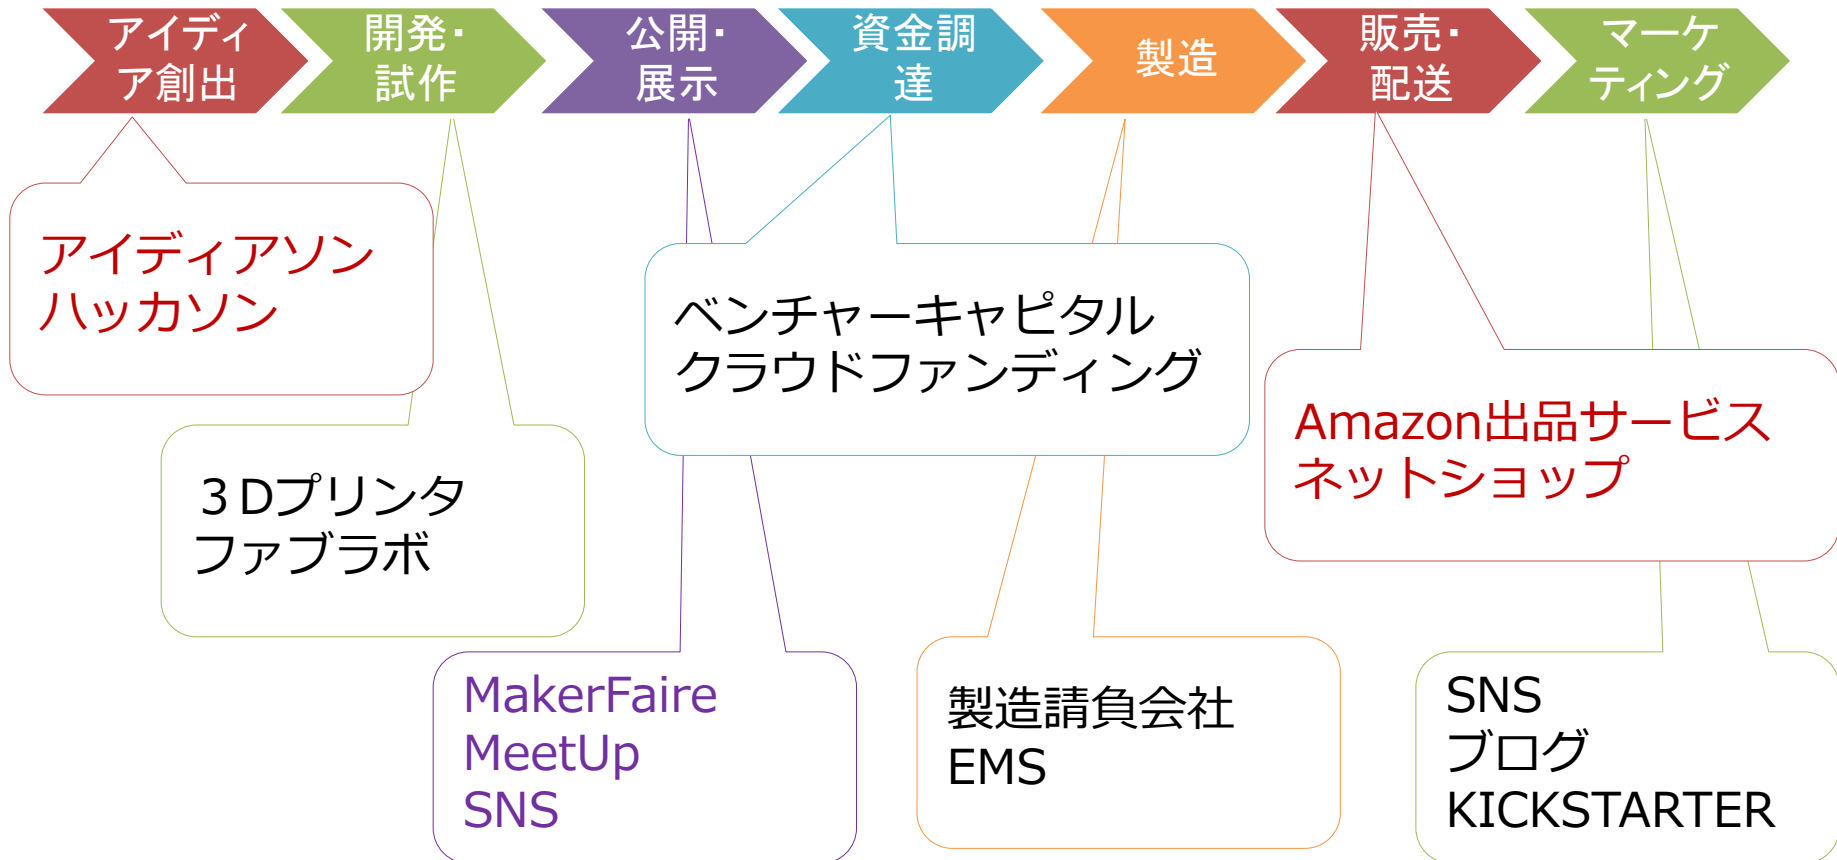 アイディ
ア創出
開発・
試作
公開・
展示
資金調
達
製造
販売・
配送
マーケ
ティング
アイディアソン
ハッカソン
３Dプリンタ
ファブラボ
MakerFaire
MeetUp
SNS
ベンチャーキャピタル
クラウドファンディング
製造請負会社
EMS
Amazon出品サービス
ネットショップ
SNS
ブログ
KICKSTARTER